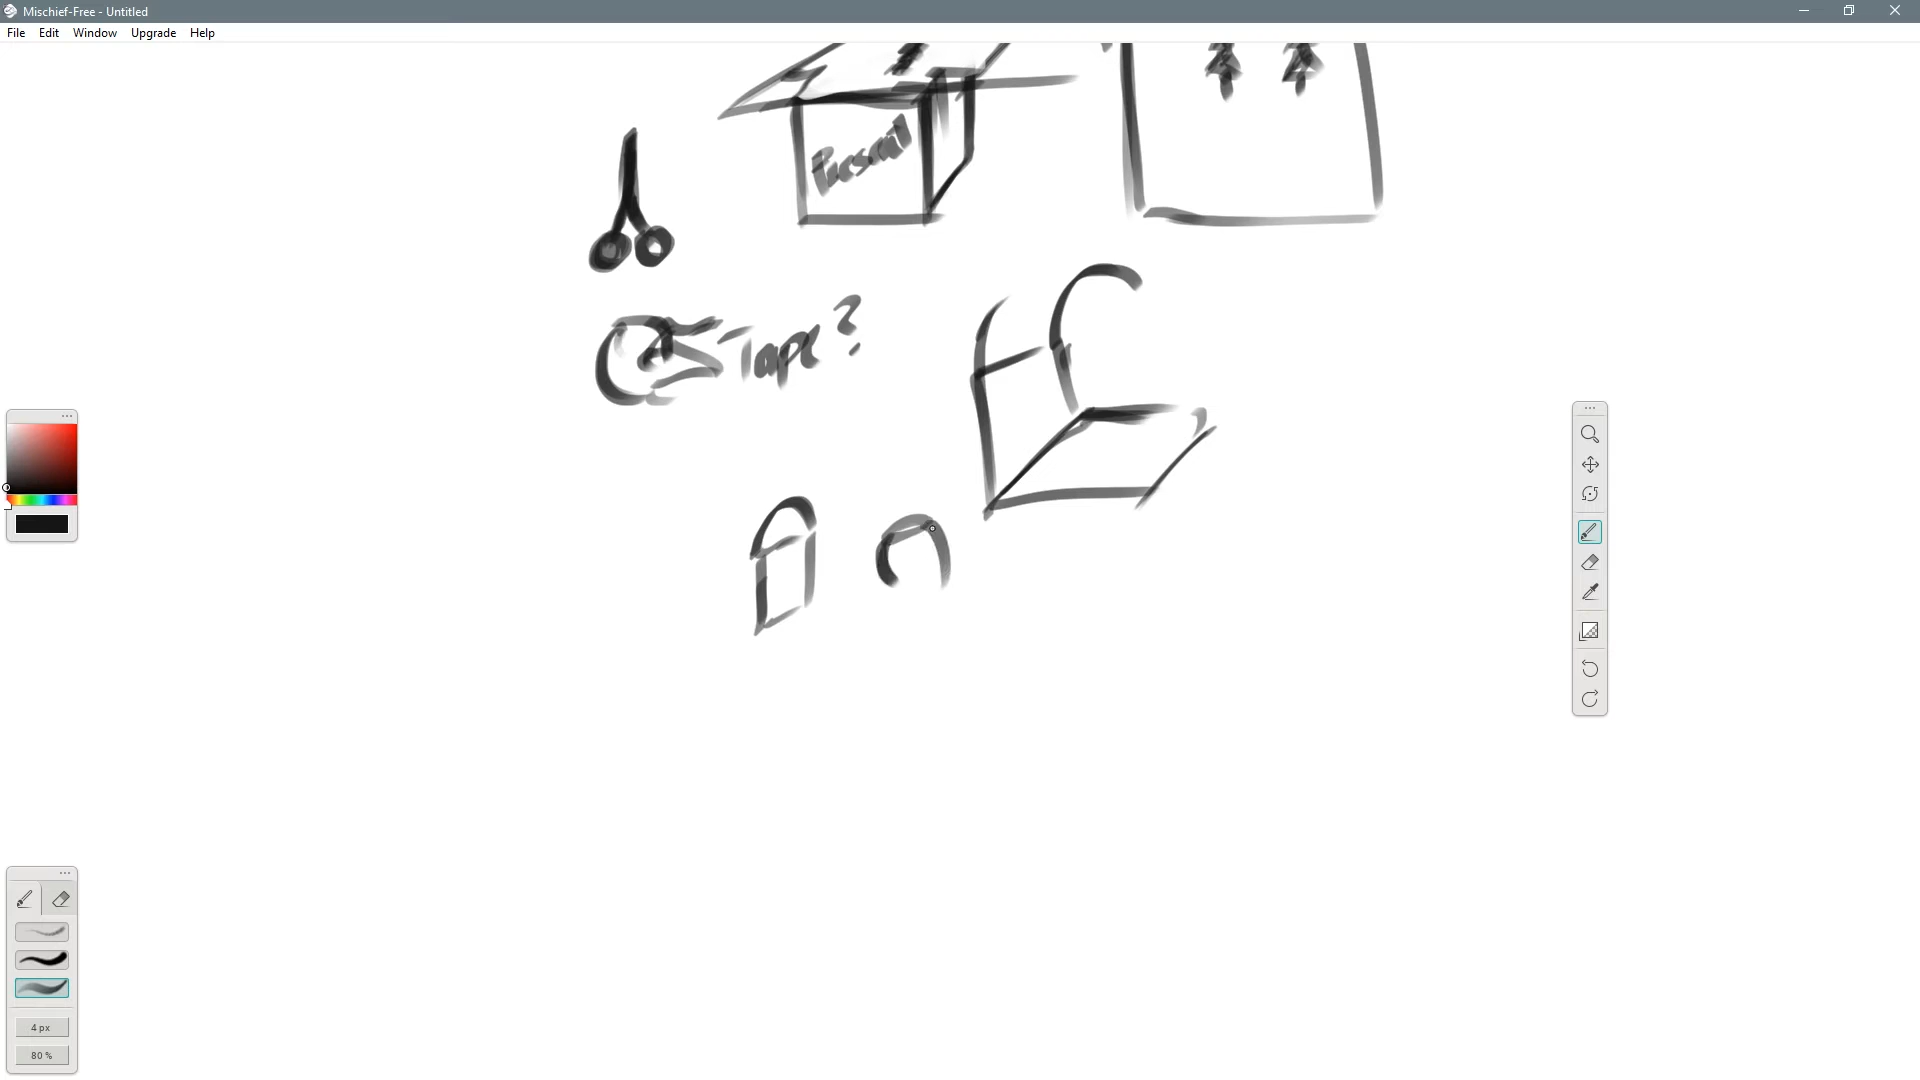 Mischief-Free - Untitled
File Edit Window Upgrade Help
Tape?
4 px
80 %